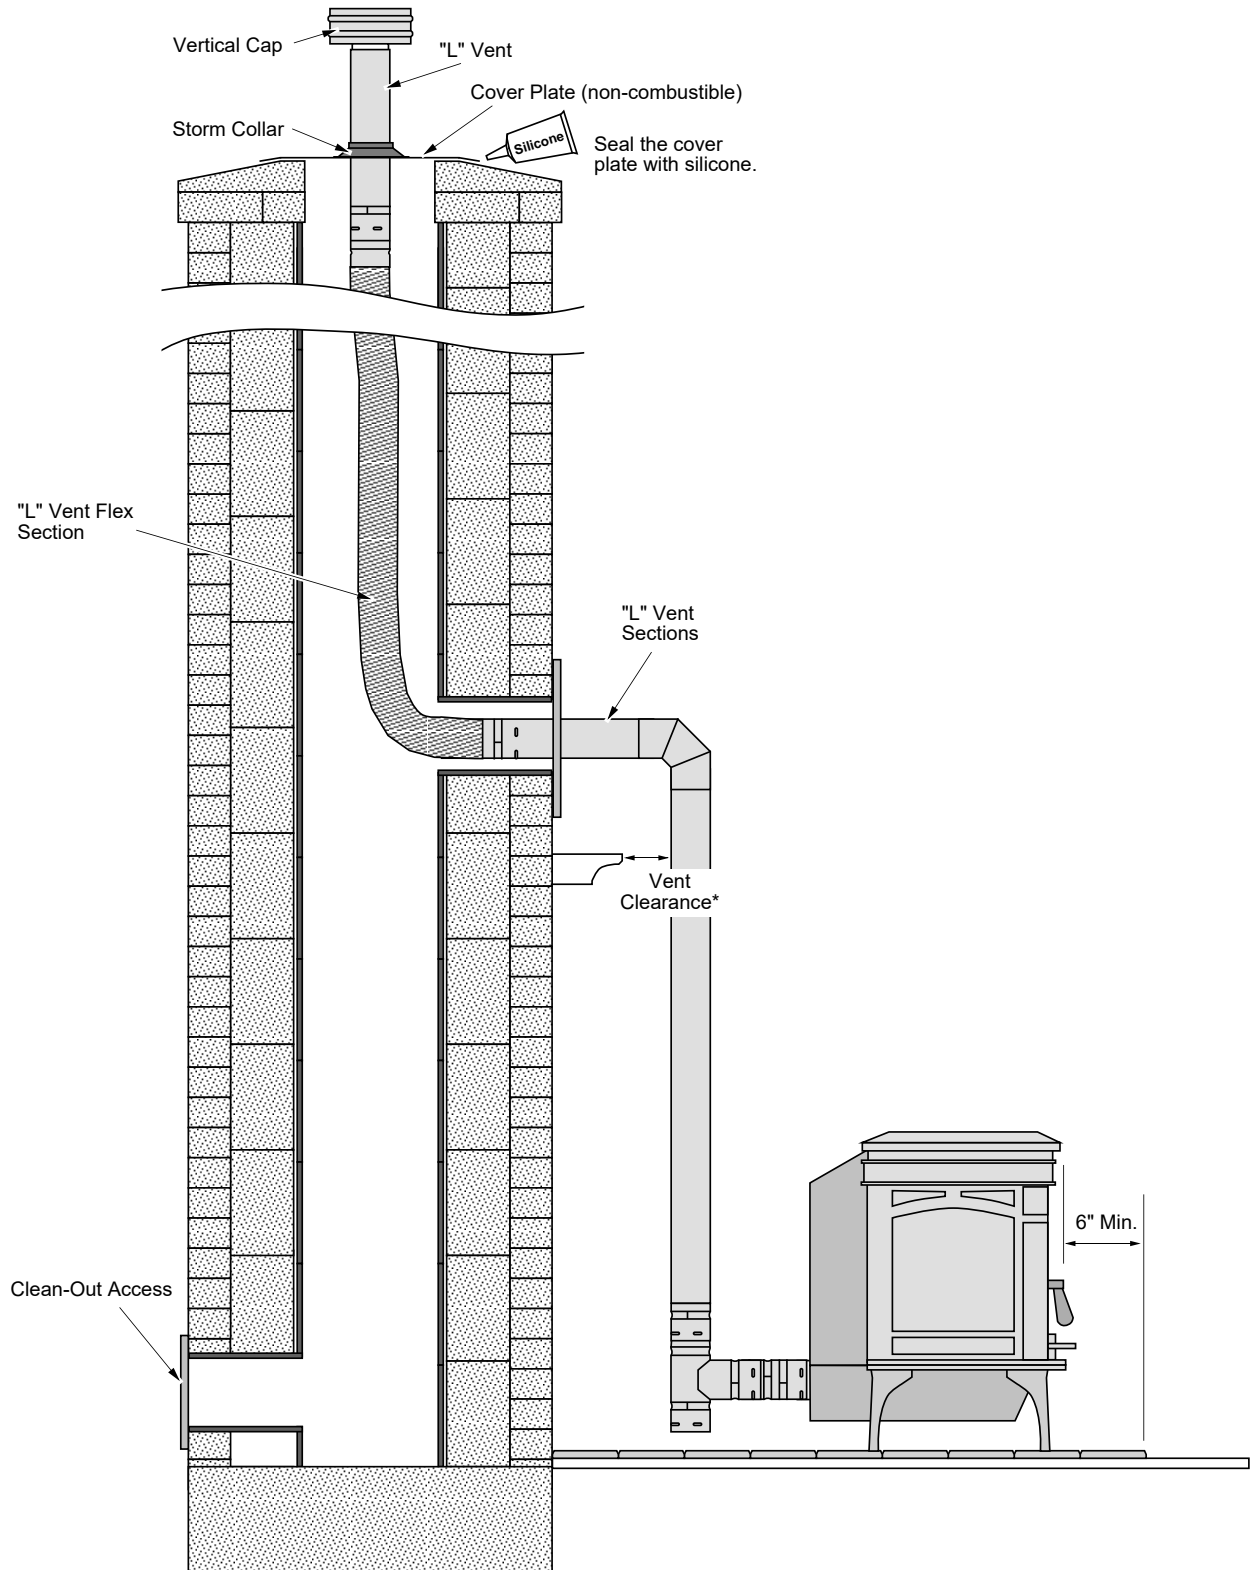 Vertical Cap
"L" Vent
Cover Plate (non-combustible)
Storm Collar
Silicone
Seal the cover
plate with silicone.
"L" Vent Flex
Section
"L" Vent
Sections
Vent
Clearance*
6" Min.
Clean-Out Access